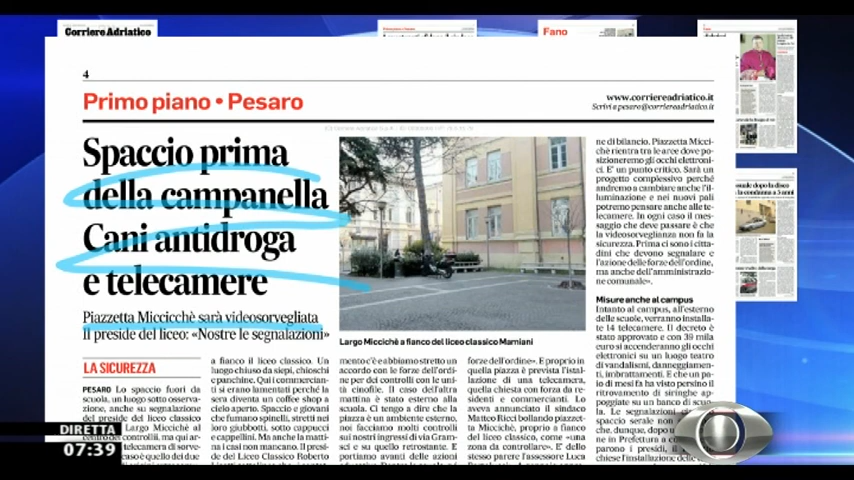 Corriere Adriatico
Fano
4
Primo piano • Pesaro
www.corriereadriatico.it
Scrivi a pesaro@corriereadriatico.it
Spaccio prima
della campanella
Cani antidroga
e telecamere
Piazzetta Miccicchè sarà videosorvegliata
Il preside del liceo: «Nostre le segnalazioni»
LA SICUREZZA
PESARO Lo spaccio fuori da
scuola, un luogo sotto osserva-
zione, anche su segnalazione
del preside del liceo classico
Largo Miccichè al
controlli, ma qui ar-
telecamera di sorve-
caso è quello dei due
a fianco il liceo classico. Un
luogo chiuso da siepi, chioschi
e panchine. Qui i commercian-
ti si erano lamentati perché la
sera diventa un coffee shop a
cielo aperto. Spaccio e giovani
che fumano spinelli, stretti nei
loro giubbotti, sotto cappucci
e cappellini. Ma anche la matti-
na i casi non mancano. Il presi-
de del Liceo Classico Roberto
Largo Miccichè a fianco del liceo classico Mamiani
mento c'è e abbiamo stretto un
accordo con le forze dell'ordi-
ne per dei controlli con le uni-
tà cinofile. Il caso dell'altra
mattina è stato esterno alla
scuola. Ci tengo a dire che la
piazza è un ambiente esterno,
noi facciamo molti controlli
sui nostri ingressi di via Gram-
sci e su quello retrostante. E
portiamo avanti delle azioni
forze dell'ordine». E proprio in
quella piazza è prevista l'instal-
lazione di una telecamera,
quella chiesta con forza da re-
sidenti e commercianti. Lo
aveva annunciato il sindaco
Matteo Ricci bollando piazzet-
ta Miccichè, proprio a fianco
del liceo classico, come «una
zona da controllare». E' dello
stesso parere l'assessore Luca
ne di bilancio. Piazzetta Micci-
chè rientra tra le aree dove po-
sizioneremo gli occhi elettroni-
ci. E' un punto critico. Sarà un
progetto complessivo perché
andremo a cambiare anche l'il-
luminazione e nei nuovi pali
potremo pensare anche alle te-
lecamere. In ogni caso il mes-
saggio che deve passare è che
la videosorveglianza non fa la
sicurezza. Prima ci sono i citta-
dini che devono segnalare e
l'azione delle forze dell'ordine,
ma anche dell'amministrazio-
ne comunale».
Misure anche al campus
Intanto al campus, all'esterno
delle scuole, verranno installa-
te 14 telecamere. Il decreto è
stato approvato e con 39 mila
euro si accenderanno gli occhi
elettronici su un luogo teatro
di vandalismi, danneggiamen-
ti, imbrattamenti. E che un pa-
io di mesi fa ha visto persino il
ritrovamento di siringhe ap-
poggiate su un banco di scuo-
la. Le segnalazioni
spaccio serale non
che, dunque, dopo
ne in Prefettura a
parono i presidi, il
chiese l'installazione delle
DIRETTA
07:39